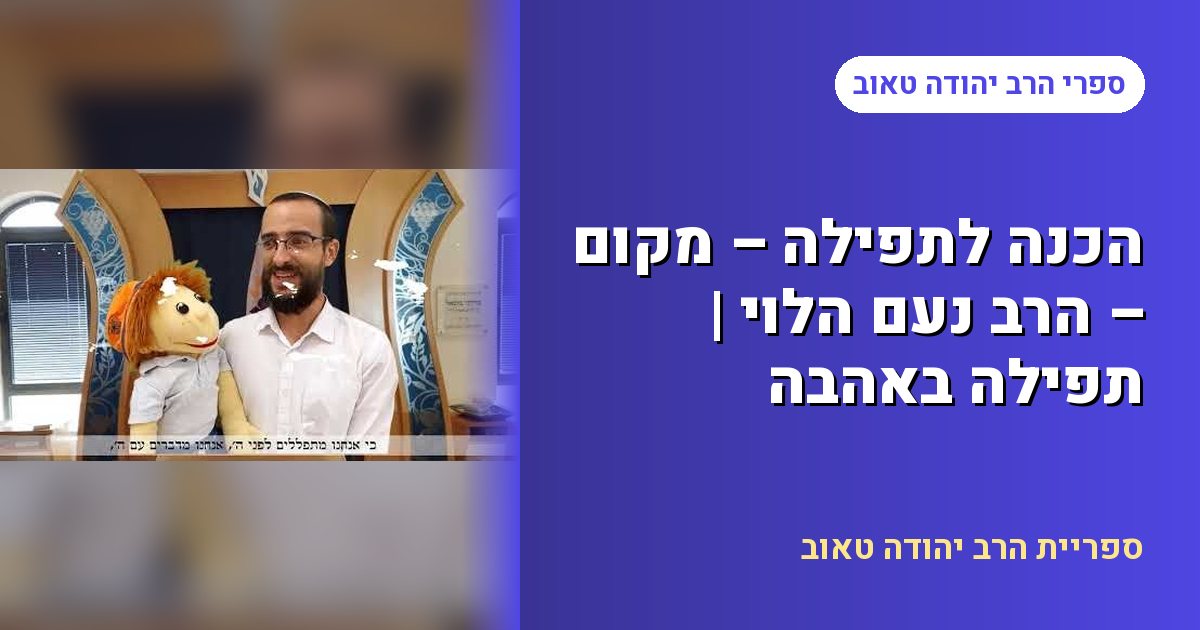 ספרי הרב יהודה טאוב
הכנה לתפילה – מקום
– הרב נעם הלוי |
תפילה באהבה
כי אנחנו מתפללים לפני ה', אנחנו מדברים עם ה',
ספריית הרב יהודה טאוב